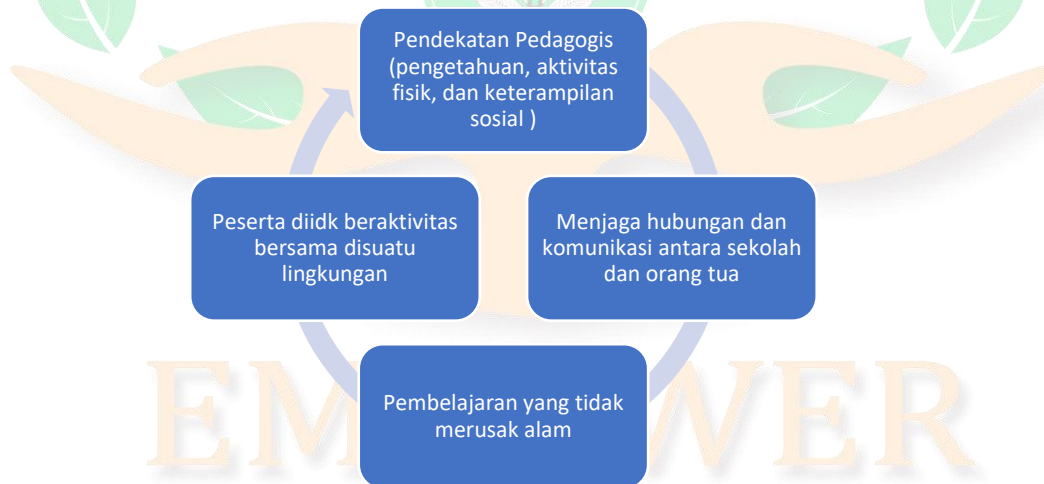 Pendekatan Pedagogis
(pengetahuan, aktivitas
fisik, dan keterampilan
sosial )
Peserta diidk beraktivitas
bersama disuatu
lingkungan
Menjaga hubungan dan
komunikasi antara sekolah
dan orang tua
Pembelajaran yang tidak
merusak alam